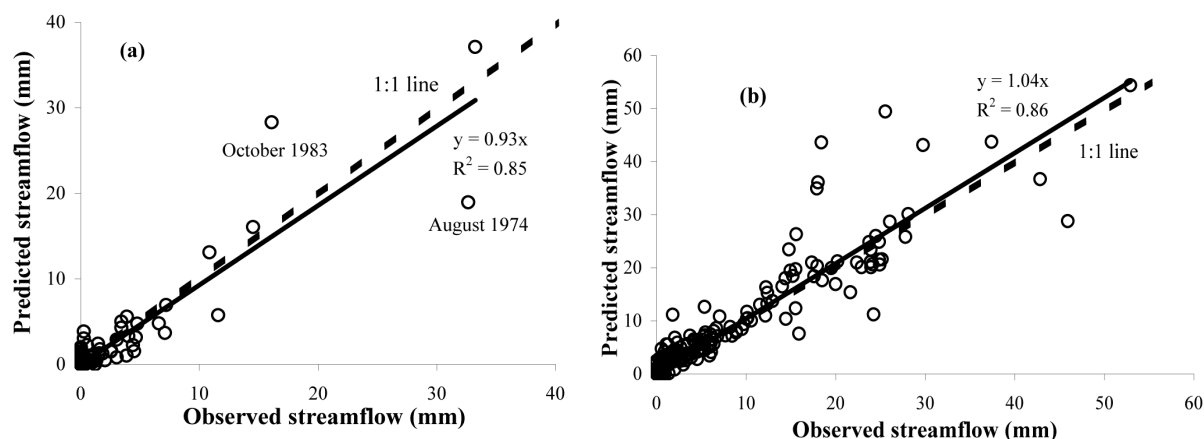 (a)
Predicted streamflow (mm)
40
30
20
10
0
1:1 line
October 1983
y = 0.93x
R² = 0.85
August 1974
0 10 20 30 40
Observed streamflow (mm)
(b)
Predicted streamflow (mm)
60
50
40
30
20
10
0
y = 1.04x
R² = 0.86
1:1 line
0 10 20 30 40 50 60
Observed streamflow (mm)